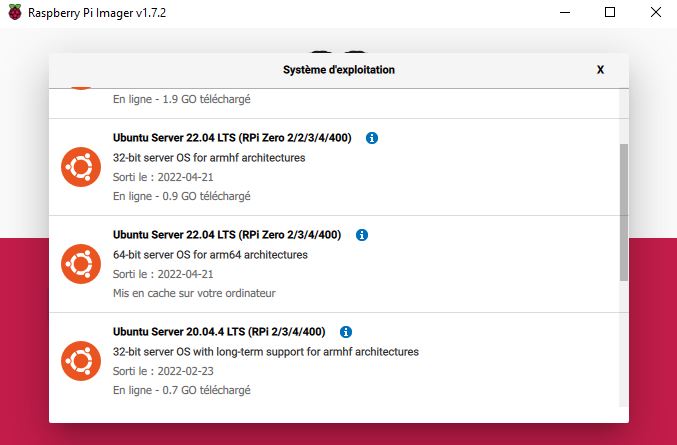 Raspberry Pi Imager v1.7.2
Système d'exploitation
X
En ligne - 1.9 GO téléchargé
Ubuntu Server 22.04 LTS (RPi Zero 2/2/3/4/400)
32-bit server OS for armhf architectures
Sorti le : 2022-04-21
En ligne - 0.9 GO téléchargé
Ubuntu Server 22.04 LTS (RPi Zero 2/3/4/400)
64-bit server OS for arm64 architectures
Sorti le : 2022-04-21
Mis en cache sur votre ordinateur
Ubuntu Server 20.04.4 LTS (RPi 2/3/4/400)
32-bit server OS with long-term support for armhf architectures
Sorti le : 2022-02-23
En ligne - 0.7 GO téléchargé